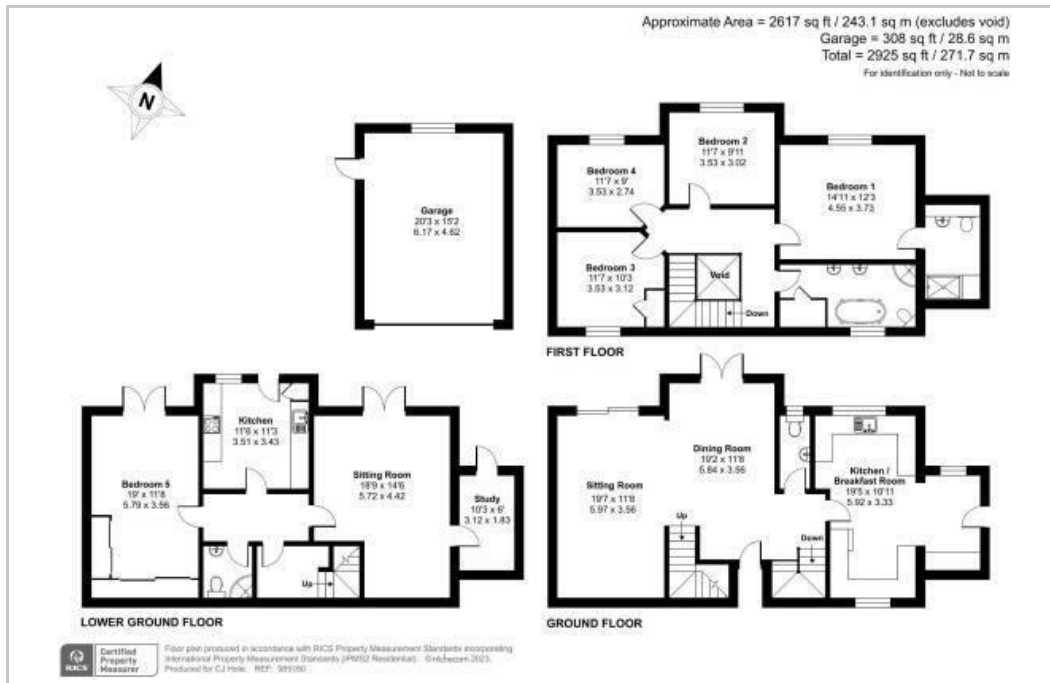 Approximate Area = 2617 sq ft / 243.1 sq m (excludes void)
Garage = 308 sq ft / 28.6 sq m
Total = 2925 sq ft / 271.7 sq m
For identification only - Not to scale
N
Garage
20'3 x 15'2
6.17 x 4.62
Bedroom 4
11'7 x 9'
3.53 x 2.74
Bedroom 2
11'7 x 9'11
3.53 x 3.02
Bedroom 1
14'11 x 12'3
4.55 x 3.73
Bedroom 3
11'7 x 10'3
3.53 x 3.12
Void
Down
FIRST FLOOR
Kitchen
11'6 x 11'3
3.51 x 3.43
Bedroom 5
19' x 11'8
5.79 x 3.56
Sitting Room
18'9 x 14'6
5.72 x 4.42
Study
10'3 x 6'
3.12 x 1.83
Up
LOWER GROUND FLOOR
Sitting Room
19'7 x 11'8
5.97 x 3.56
Dining Room
19'2 x 11'8
5.84 x 3.56
Kitchen /
Breakfast Room
19'5 x 10'11
5.92 x 3.33
Up
Down
GROUND FLOOR
RICS
Certified
Property
Measurer
Floor plan produced in accordance with RICS Property Measurement Standards incorporating
International Property Measurement Standards (IPMS2 Residential). ©nichecom 2023.
Produced for CJ Hole. REF: